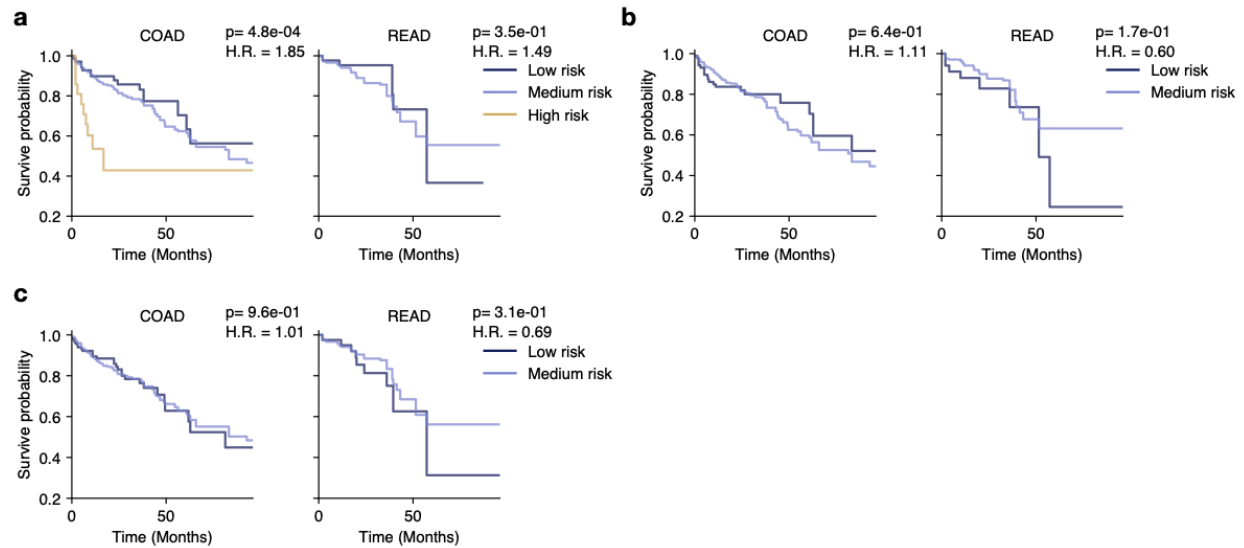 a
COAD
p= 4.8e-04
H.R. = 1.85
READ
p= 3.5e-01
H.R. = 1.49
Low risk
Medium risk
High risk
Survive probability
1.0
0.8
0.6
0.4
0.2
0
50
Time (Months)
0
50
Time (Months)
b
COAD
p= 6.4e-01
H.R. = 1.11
READ
p= 1.7e-01
H.R. = 0.60
Low risk
Medium risk
Survive probability
1.0
0.8
0.6
0.4
0.2
0
50
Time (Months)
0
50
Time (Months)
c
COAD
p= 9.6e-01
H.R. = 1.01
READ
p= 3.1e-01
H.R. = 0.69
Low risk
Medium risk
Survive probability
1.0
0.8
0.6
0.4
0.2
0
50
Time (Months)
0
50
Time (Months)